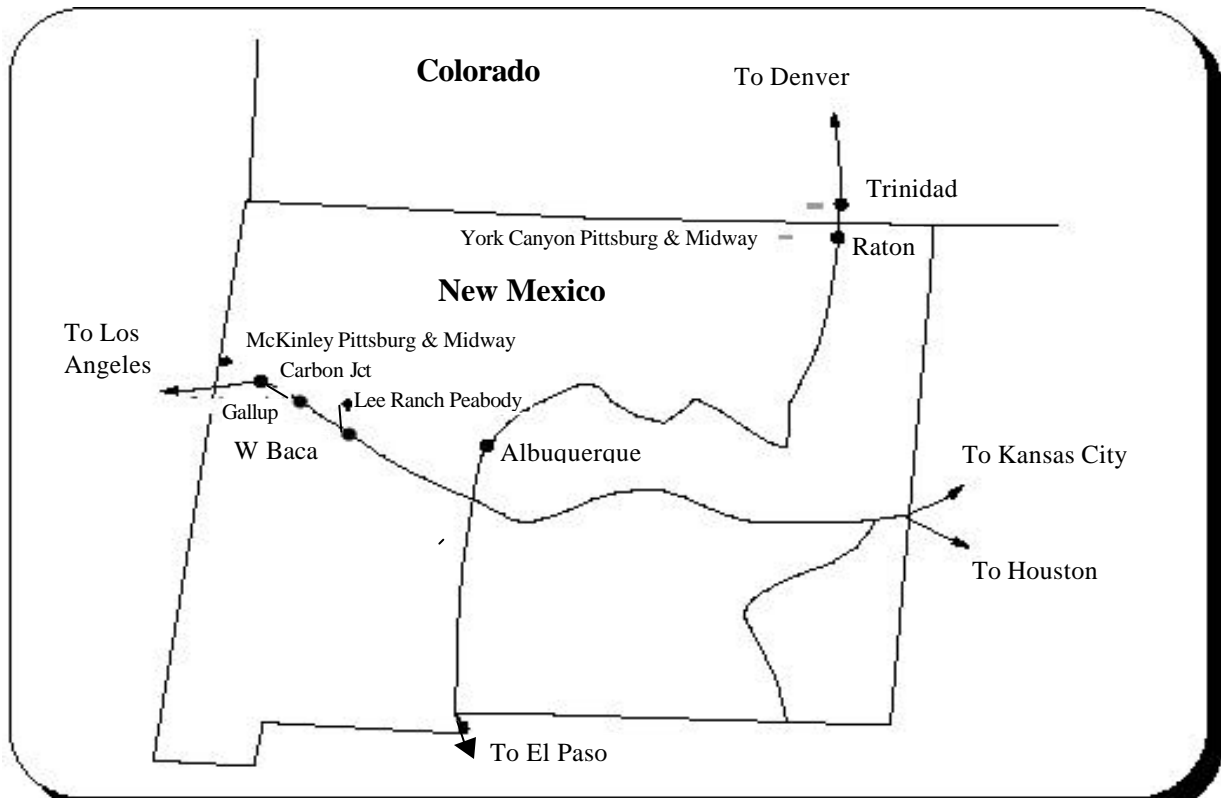 Colorado
To Denver
Trinidad
York Canyon Pittsburg & Midway
Raton
New Mexico
To Los
Angeles
McKinley Pittsburg & Midway
Carbon Jct
Gallup
Lee Ranch Peabody
W Baca
Albuquerque
To Kansas City
To Houston
To El Paso